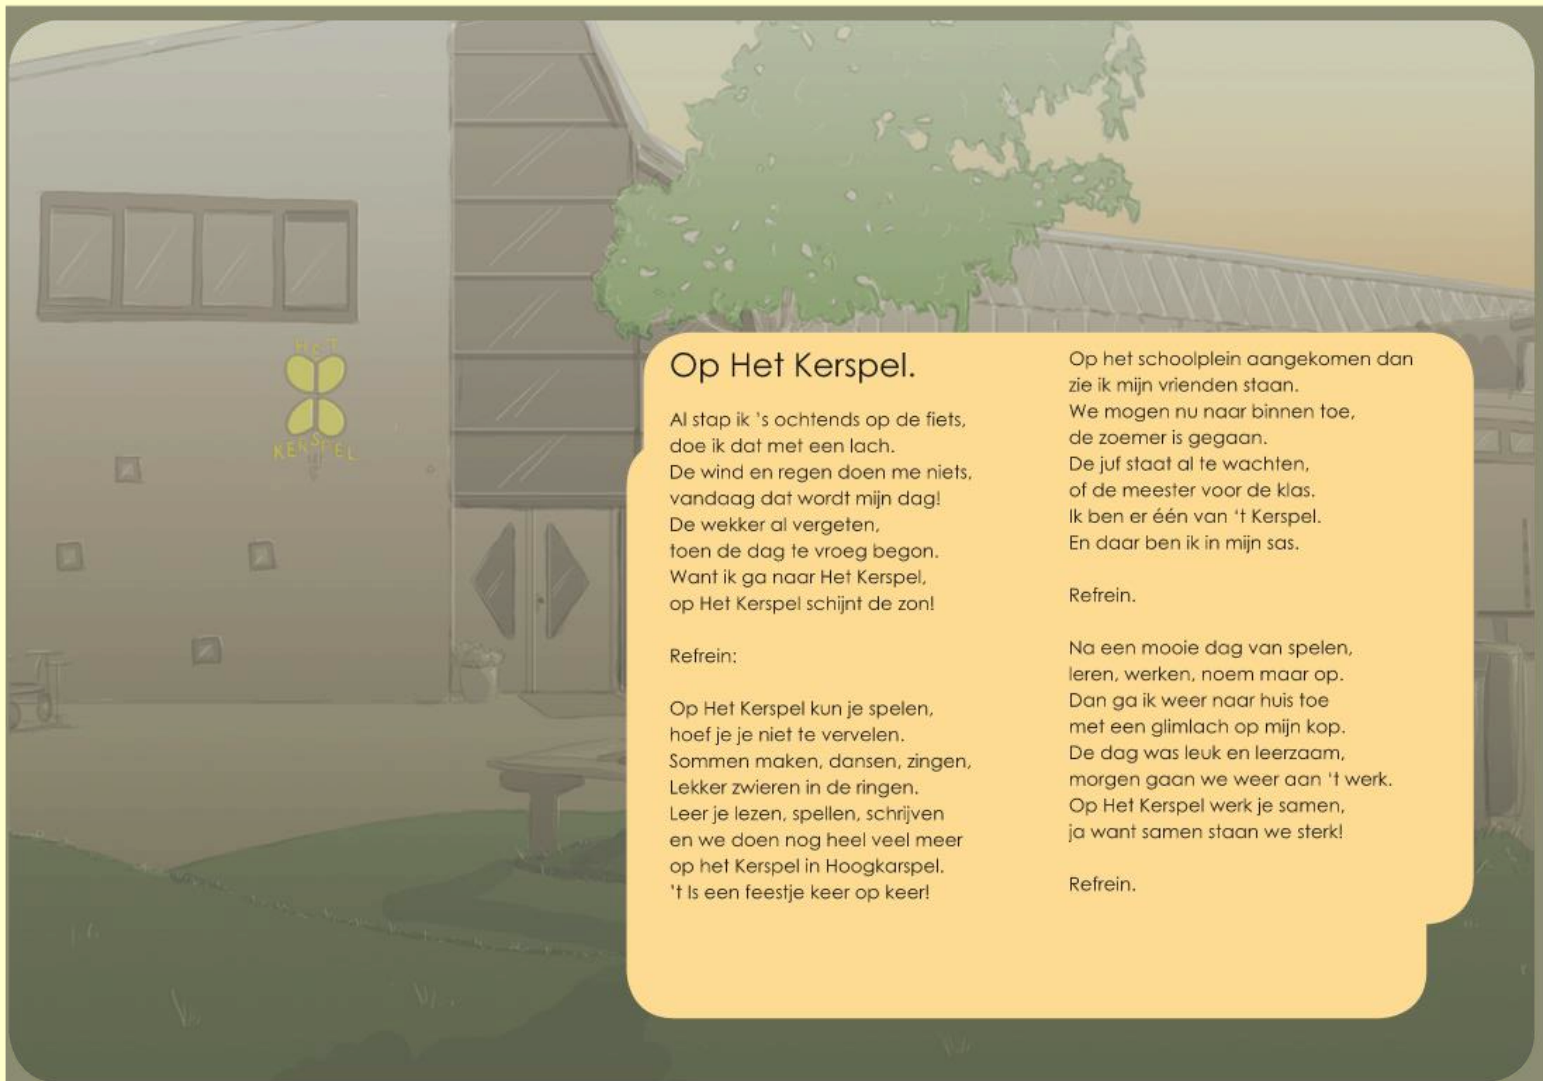 HET
KERSPEL
Op Het Kerspel.
Al stap ik 's ochtends op de fiets,
doe ik dat met een lach.
De wind en regen doen me niets,
vandaag dat wordt mijn dag!
De wekker al vergeten,
toen de dag te vroeg begon.
Want ik ga naar Het Kerspel,
op Het Kerspel schijnt de zon!
Refrein:
Op Het Kerspel kun je spelen,
hoef je je niet te vervelen.
Sommen maken, dansen, zingen,
Lekker zwieren in de ringen.
Leer je lezen, spellen, schrijven
en we doen nog heel veel meer
op het Kerspel in Hoogkarspel.
't Is een feestje keer op keer!
Op het schoolplein aangekomen dan
zie ik mijn vrienden staan.
We mogen nu naar binnen toe,
de zoemer is gegaan.
De juf staat al te wachten,
of de meester voor de klas.
Ik ben er één van ‘t Kerspel.
En daar ben ik in mijn sas.
Refrein.
Na een mooie dag van spelen,
leren, werken, noem maar op.
Dan ga ik weer naar huis toe
met een glimlach op mijn kop.
De dag was leuk en leerzaam,
morgen gaan we weer aan ‘t werk.
Op Het Kerspel werk je samen,
ja want samen staan we sterk!
Refrein.